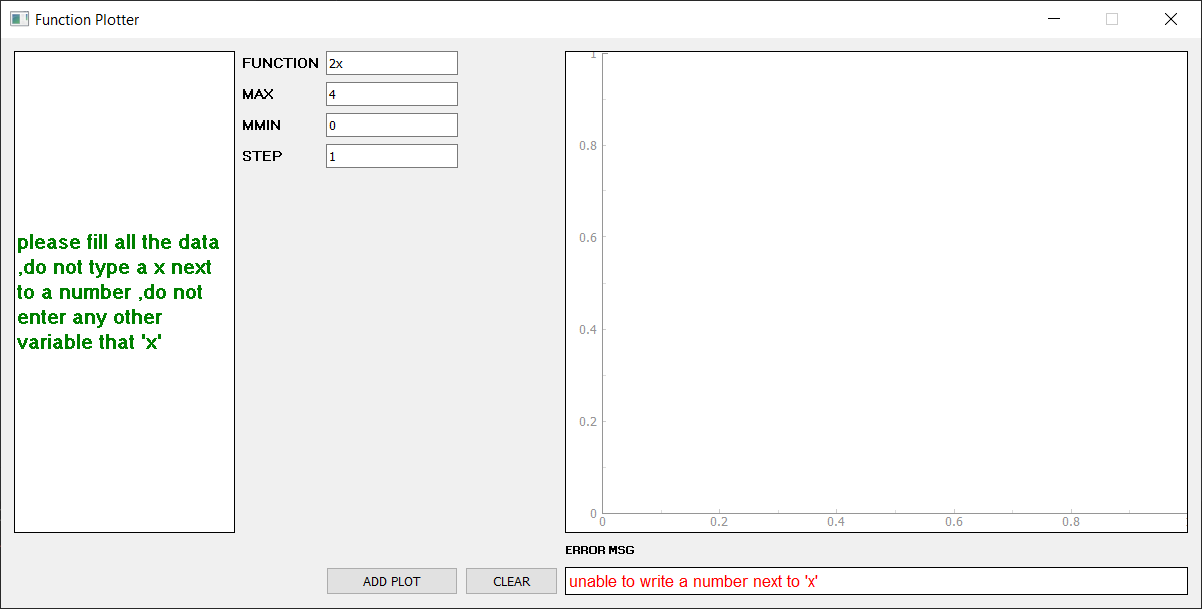 Function Plotter
please fill all the data
,do not type a x next
to a number ,do not
enter any other
variable that 'x'
FUNCTION 2x
MAX 4
MMIN 0
STEP 1
ADD PLOT CLEAR
1
0.8
0.6
0.4
0.2
0
0 0.2 0.4 0.6 0.8
ERROR MSG
unable to write a number next to 'x'